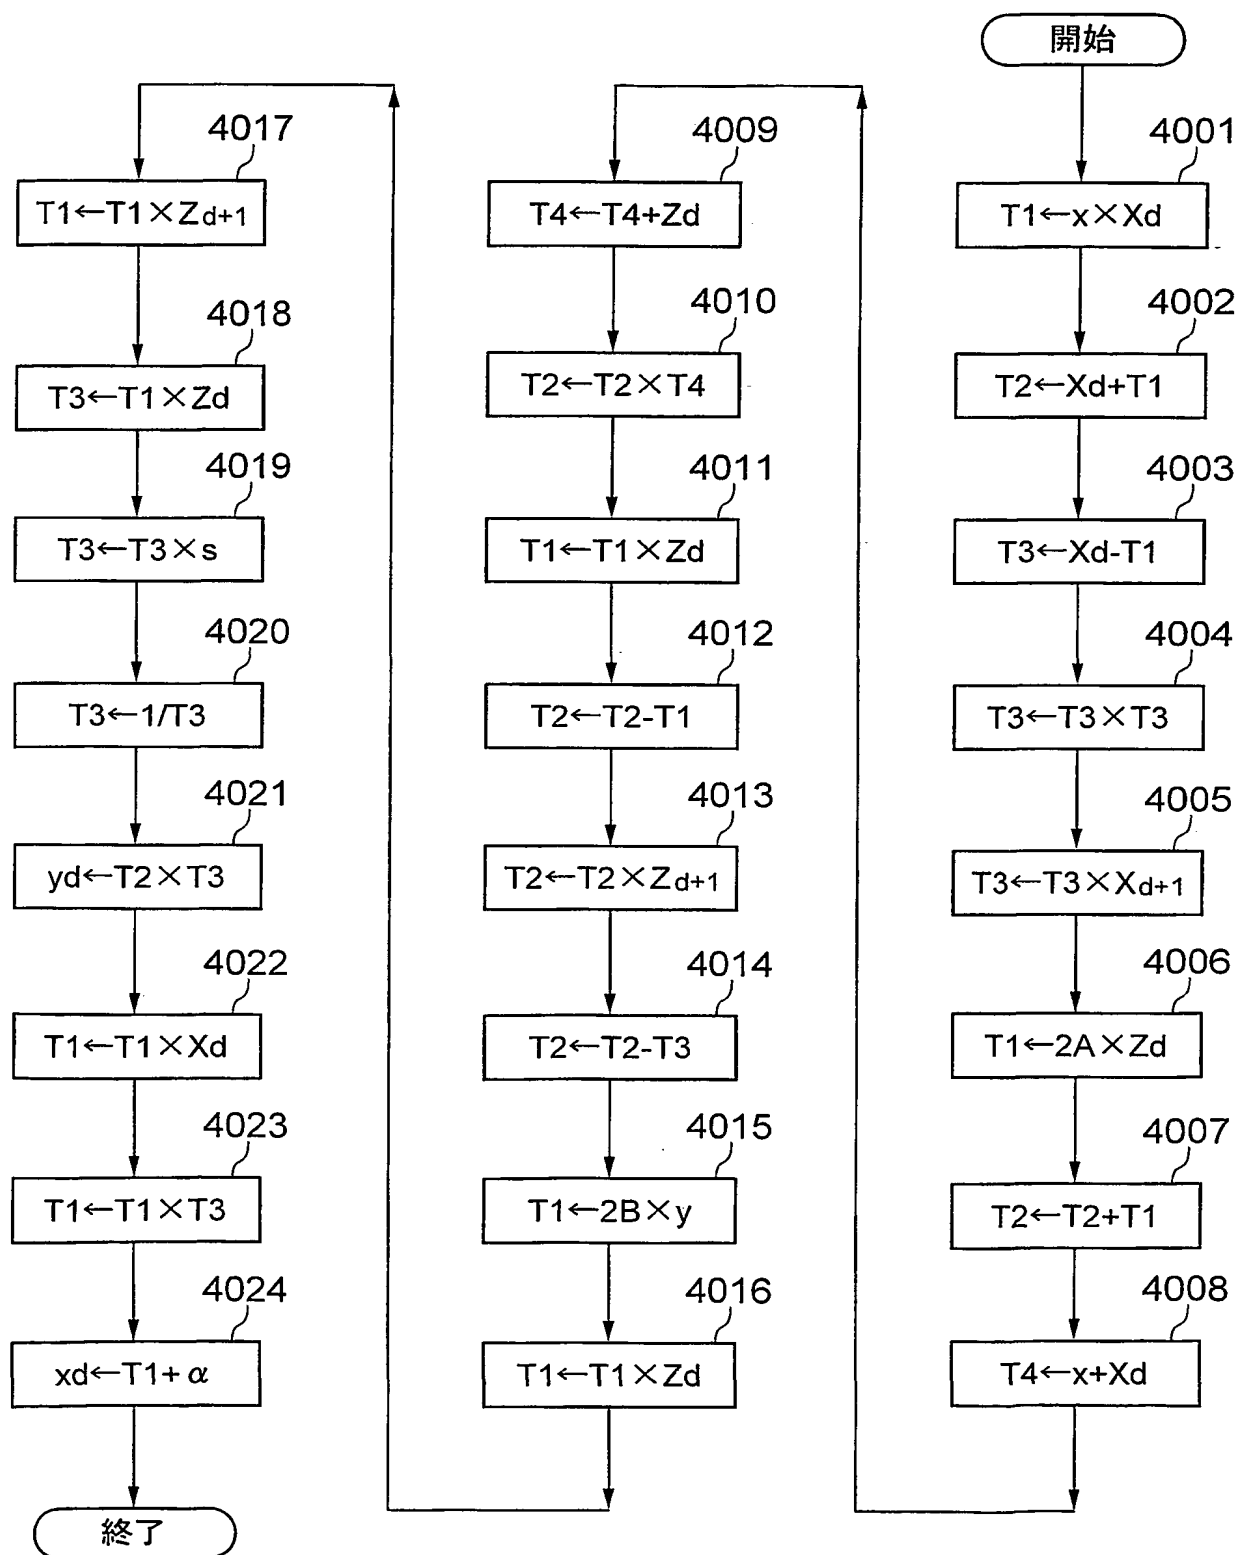 開始
4001
T1←x×Xd
4002
T2←Xd+T1
4003
T3←Xd-T1
4004
T3←T3×T3
4005
T3←T3×Xd+1
4006
T1←2A×Zd
4007
T2←T2+T1
4008
T4←x+Xd
4009
T4←T4+Zd
4010
T2←T2×T4
4011
T1←T1×Zd
4012
T2←T2-T1
4013
T2←T2×Zd+1
4014
T2←T2-T3
4015
T1←2B×y
4016
T1←T1×Zd
4017
T1←T1×Zd+1
4018
T3←T1×Zd
4019
T3←T3×s
4020
T3←1/T3
4021
yd←T2×T3
4022
T1←T1×Xd
4023
T1←T1×T3
4024
xd←T1+α
終了